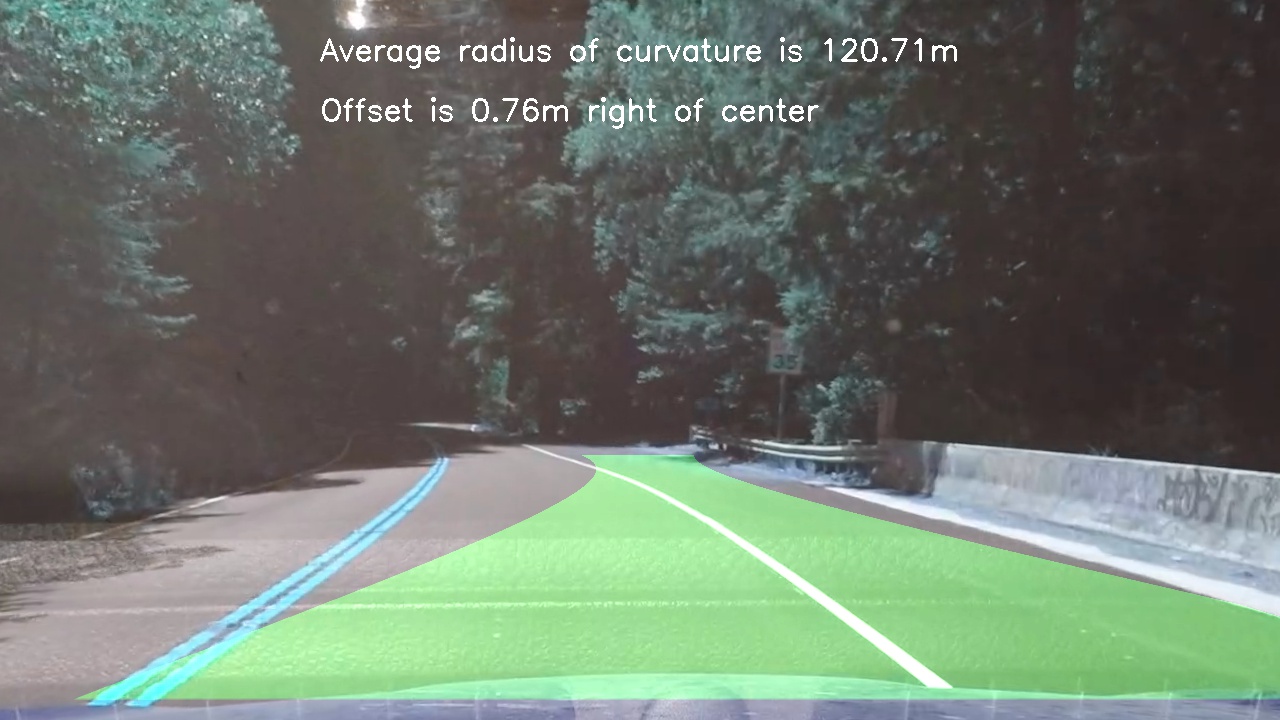 Average radius of curvature is 120.71m
Offset is 0.76m right of center
35